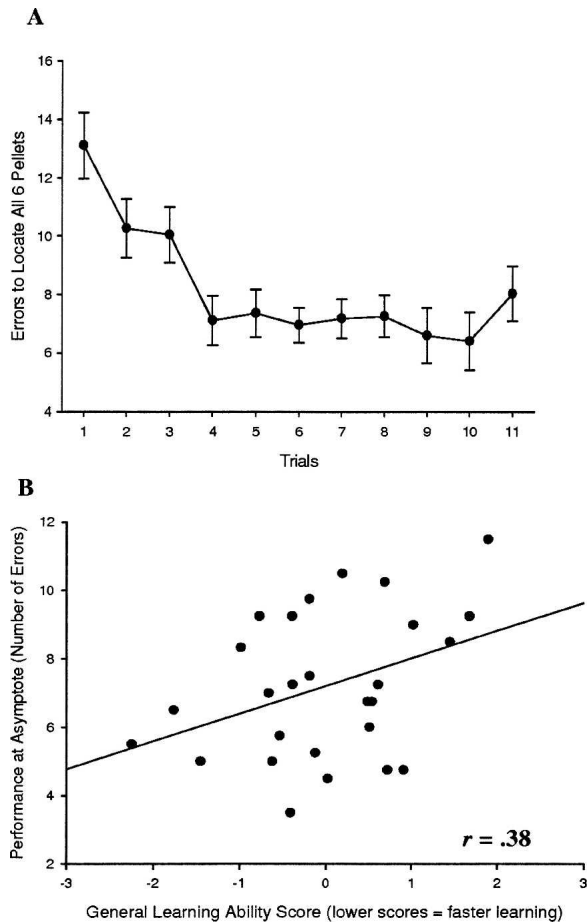 A
16
14
12
10
8
6
4
Errors to Locate All 6 Pellets
1 2 3 4 5 6 7 8 9 10 11
Trials
B
12
10
8
6
4
2
Performance at Asymptote (Number of Errors)
r = .38
-3 -2 -1 0 1 2 3
General Learning Ability Score (lower scores = faster learning)